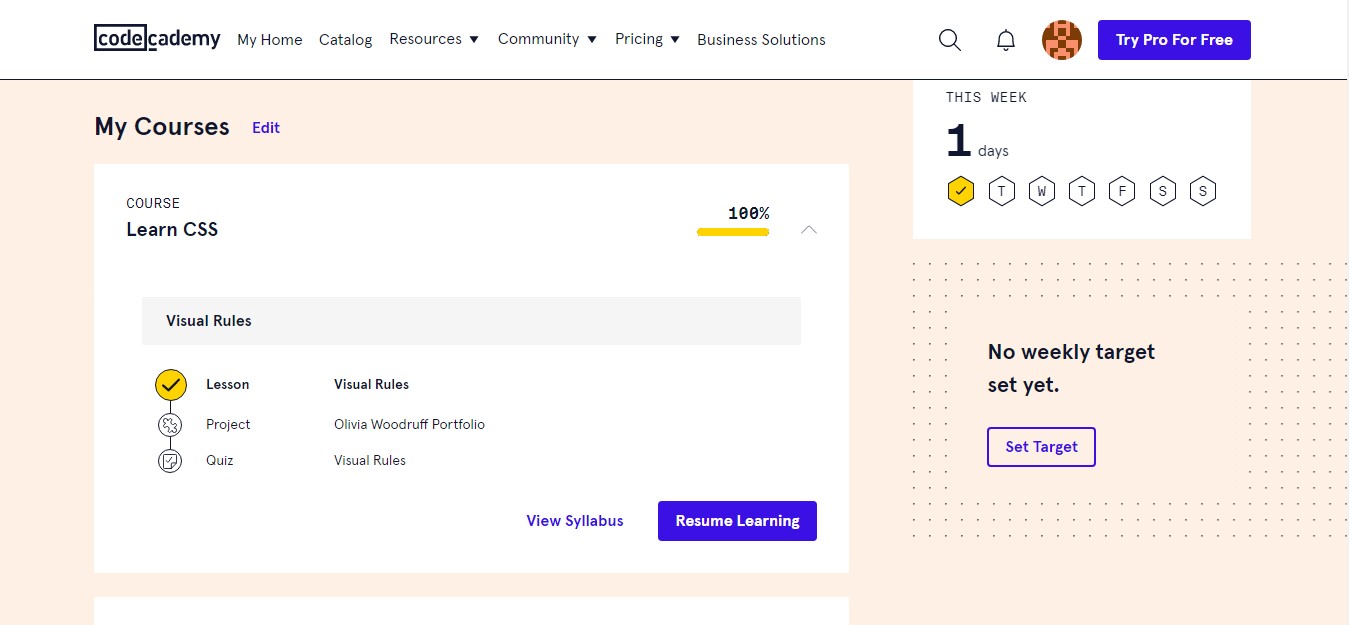 codecademy My Home Catalog Resources Community Pricing Business Solutions Try Pro For Free
My Courses Edit
COURSE
Learn CSS
100%
Visual Rules
Lesson Visual Rules
Project Olivia Woodruff Portfolio
Quiz Visual Rules
View Syllabus Resume Learning
THIS WEEK
1 days
T W T F S S
No weekly target
set yet.
Set Target